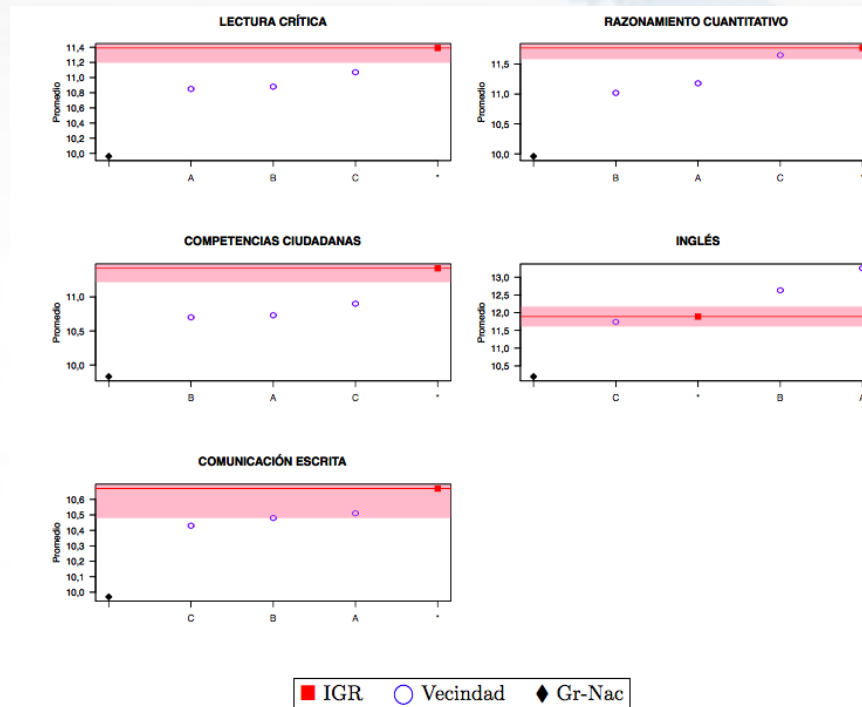 LECTURA CRÍTICA
Promedio
11,4
11,2
11,0
10,8
10,6
10,4
10,2
10,0
A B C *
RAZONAMIENTO CUANTITATIVO
Promedio
11,5
11,0
10,5
10,0
B A C *
COMPETENCIAS CIUDADANAS
Promedio
11,0
10,5
10,0
B A C *
INGLÉS
Promedio
13,0
12,5
12,0
11,5
11,0
10,5
C * B A
COMUNICACIÓN ESCRITA
Promedio
10,6
10,5
10,4
10,3
10,2
10,1
10,0
C B A *
IGR Vecindad Gr-Nac